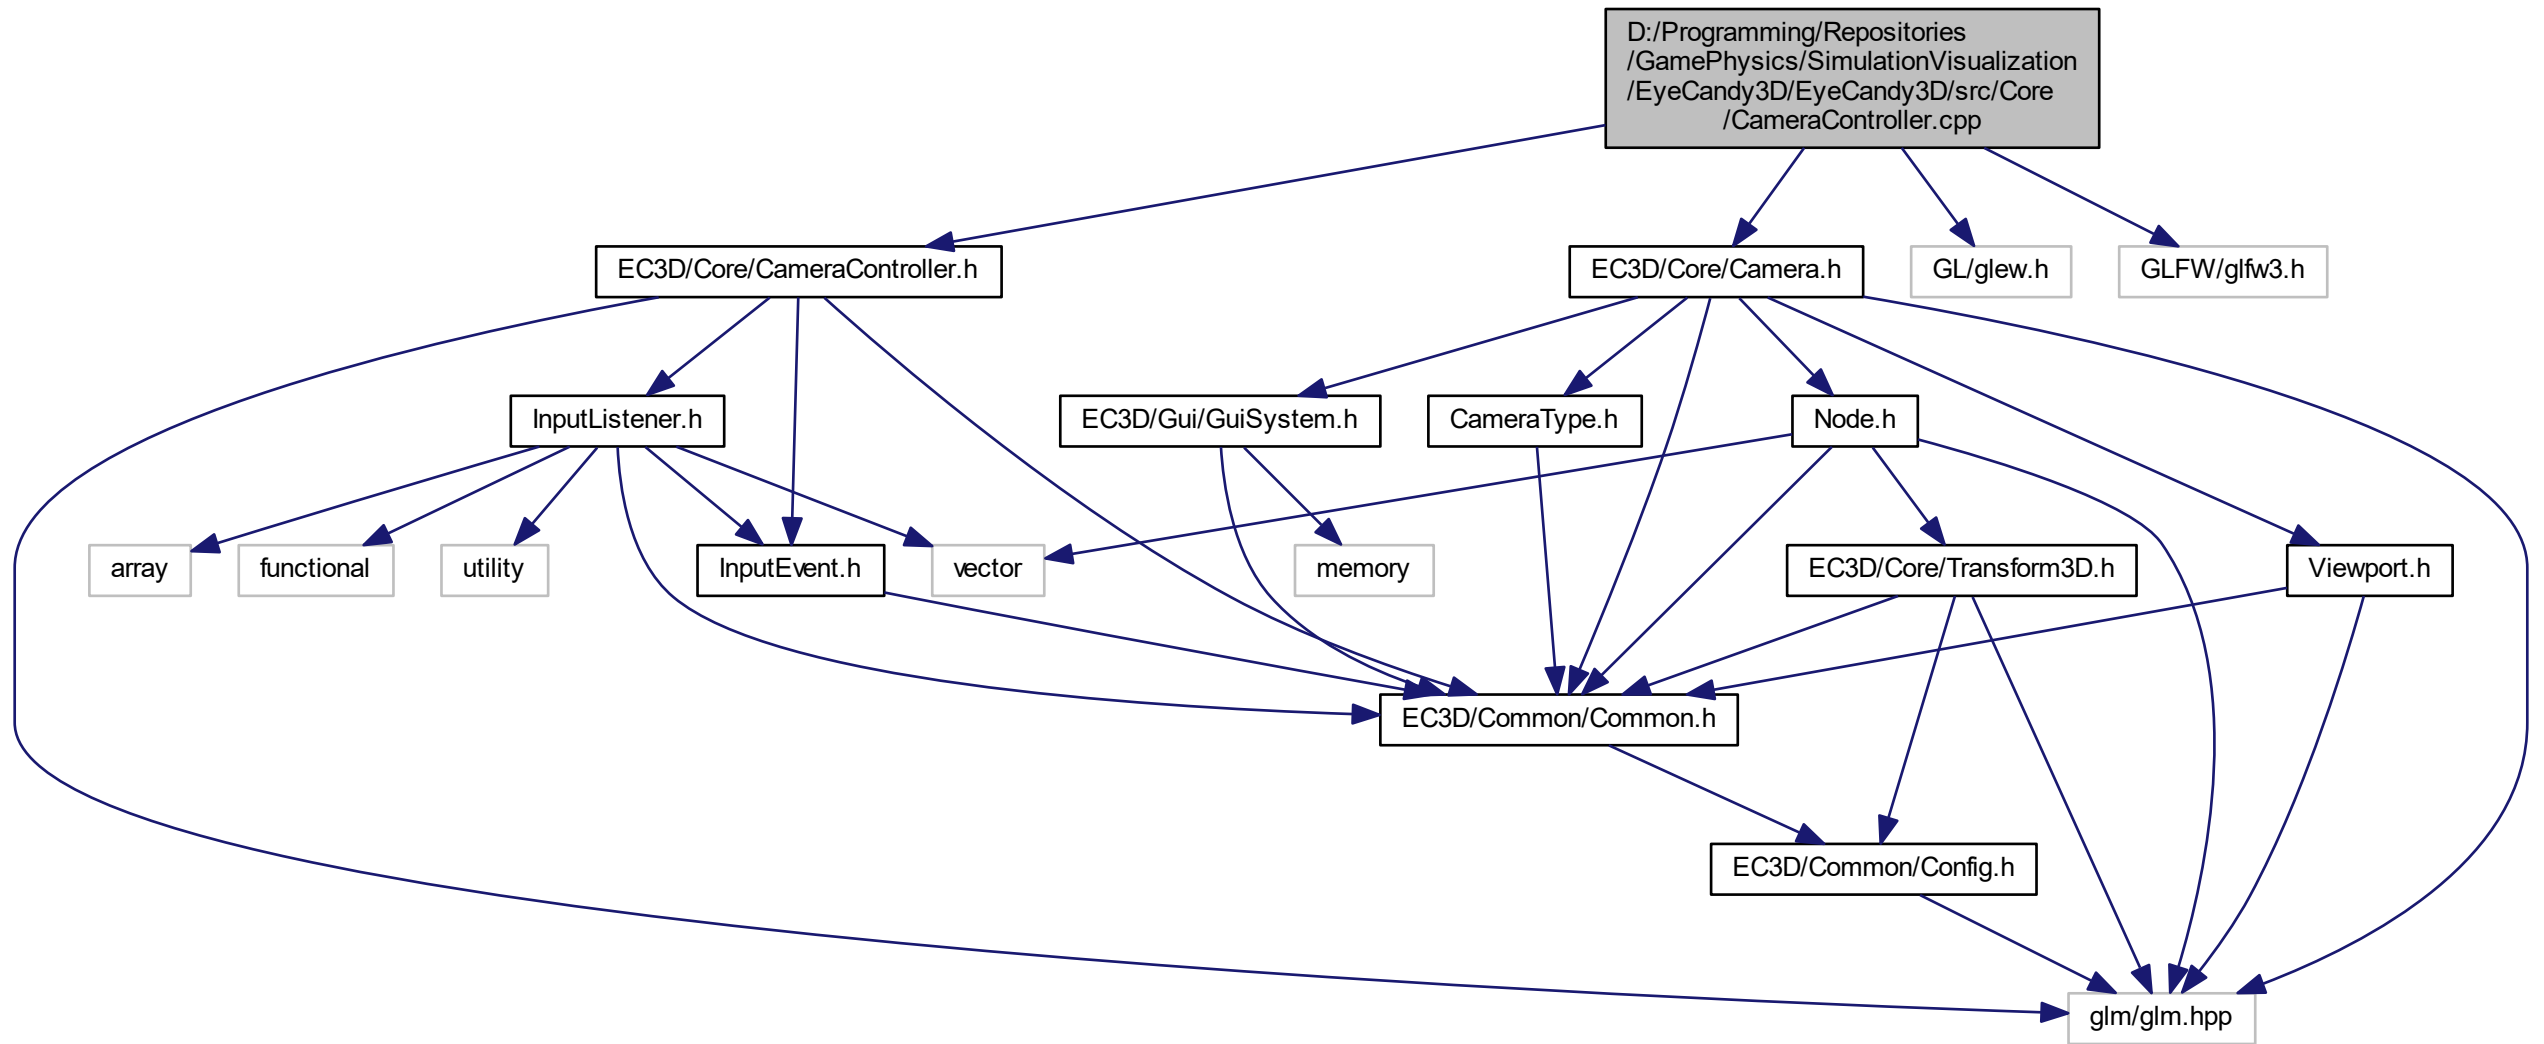 D:/Programming/Repositories
/GamePhysics/SimulationVisualization
/EyeCandy3D/EyeCandy3D/src/Core
/CameraController.cpp
EC3D/Core/CameraController.h
EC3D/Core/Camera.h
GL/glew.h
GLFW/glfw3.h
InputListener.h
EC3D/Gui/GuiSystem.h
CameraType.h
Node.h
array
functional
utility
InputEvent.h
vector
memory
EC3D/Core/Transform3D.h
Viewport.h
EC3D/Common/Common.h
EC3D/Common/Config.h
glm/glm.hpp